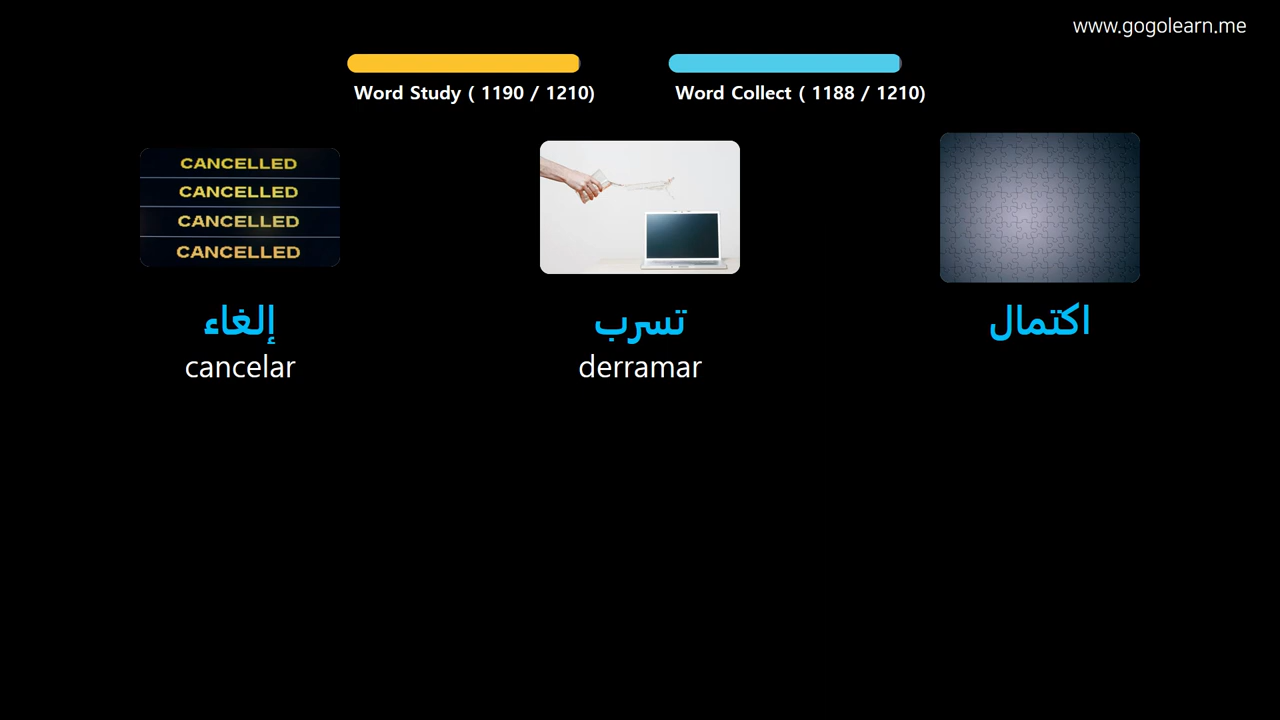 www.gogolearn.me
Word Study ( 1190 / 1210)
Word Collect ( 1188 / 1210)
CANCELLED
CANCELLED
CANCELLED
CANCELLED
إلغاء
cancelar
تسرب
derramar
اكتمال